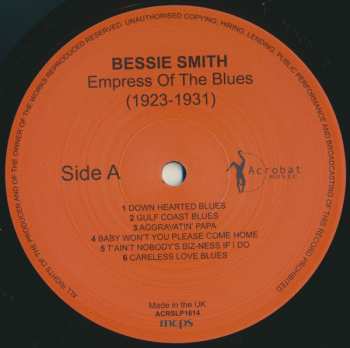 ALL RIGHTS OF THE PRODUCER AND OF THE OWNER OF THE WORKS REPRODUCED RESERVED. UNAUTHORISED COPYING, HIRING, LENDING, PUBLIC PERFORMANCE AND BROADCASTING OF THIS RECORD PROHIBITED
BESSIE SMITH
Empress Of The Blues
(1923-1931)
Side A
Acrobat
MUSIC
1 DOWN HEARTED BLUES
2 GULF COAST BLUES
3 AGGRAVATIN' PAPA
4 BABY WON'T YOU PLEASE COME HOME
5 T'AIN'T NOBODY'S BIZ-NESS IF I DO
6 CARELESS LOVE BLUES
Made in the UK
ACRSLP1614
mcps